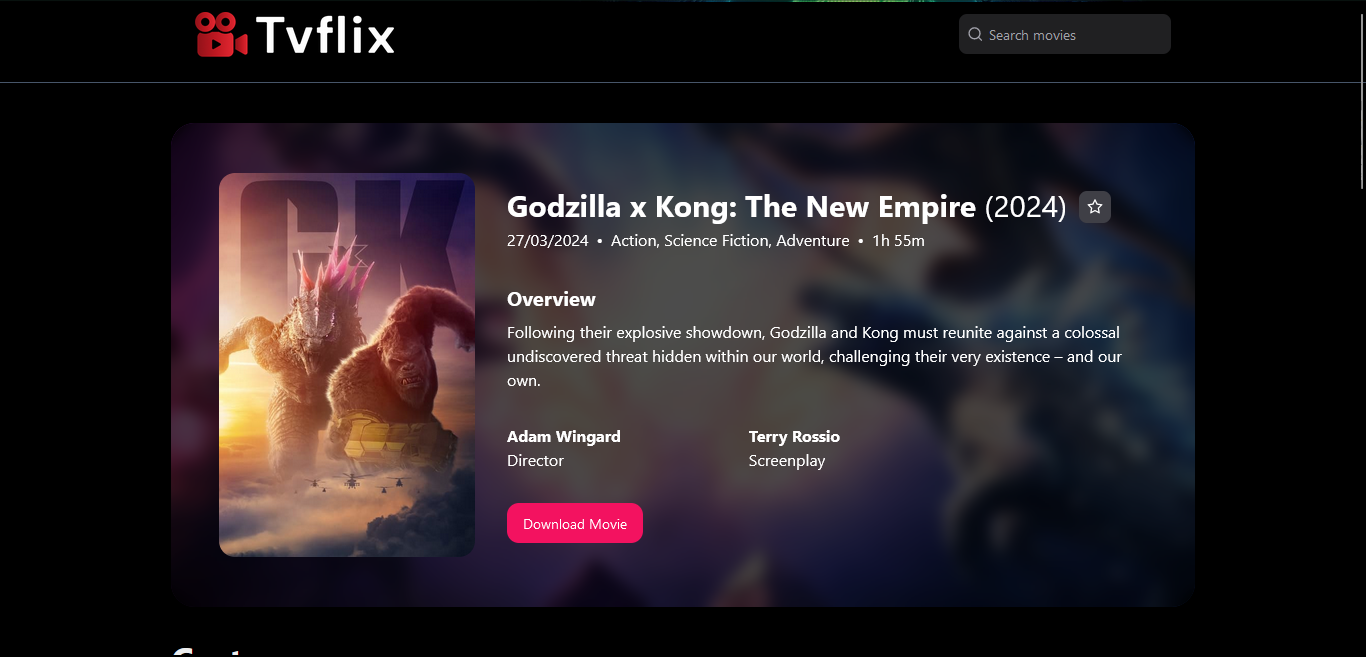 Tvflix
Search movies
GK
Godzilla x Kong: The New Empire (2024)
27/03/2024 • Action, Science Fiction, Adventure • 1h 55m
Overview
Following their explosive showdown, Godzilla and Kong must reunite against a colossal
undiscovered threat hidden within our world, challenging their very existence – and our
own.
Adam Wingard
Terry Rossio
Director
Screenplay
Download Movie